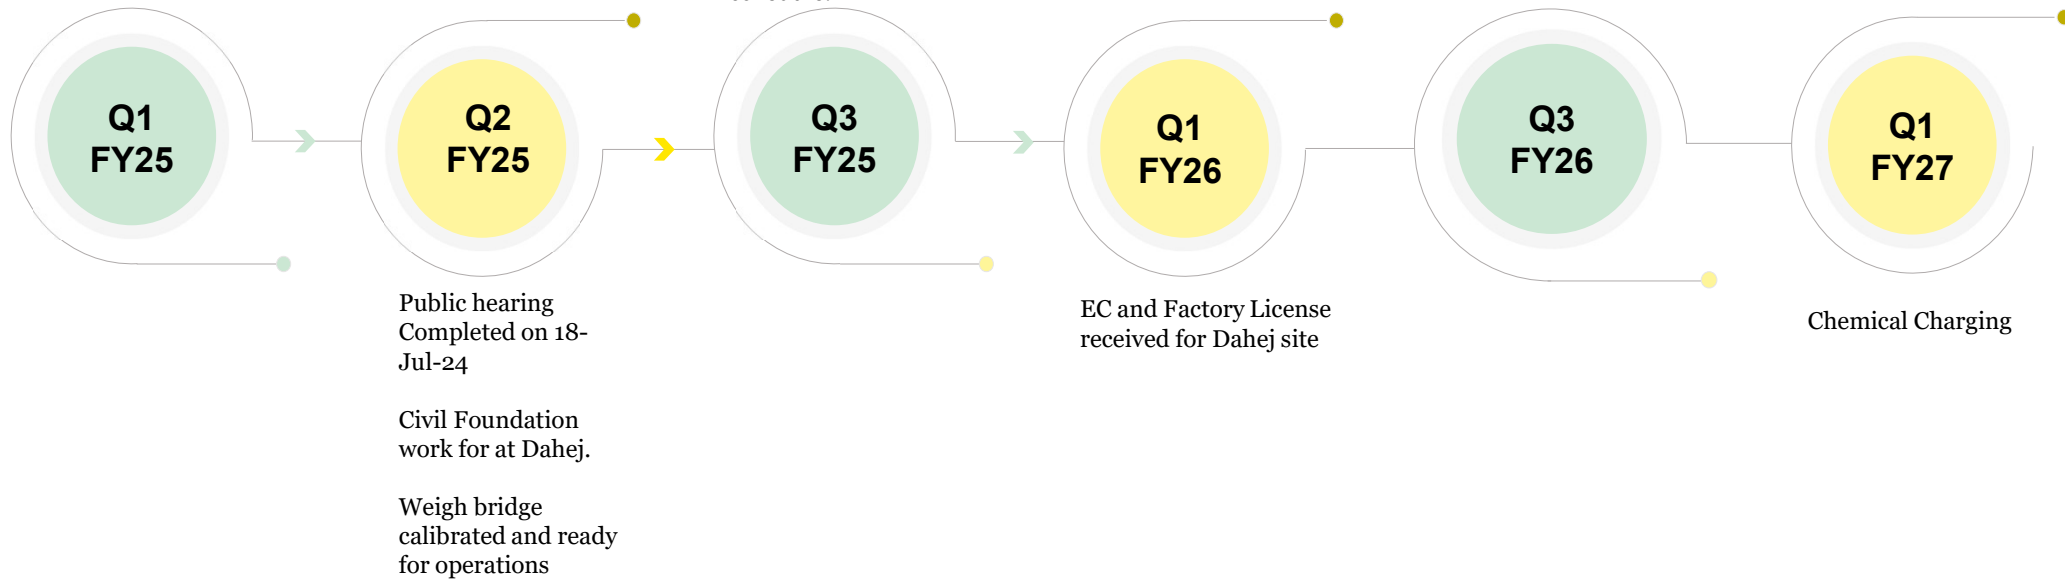 Q1
FY25
Q2
FY25
Q3
FY25
Q1
FY26
Q3
FY26
Q1
FY27
Public hearing
Completed on 18-
Jul-24
Civil Foundation
work for at Dahej.
Weigh bridge
calibrated and ready
for operations
EC and Factory License
received for Dahej site
Chemical Charging